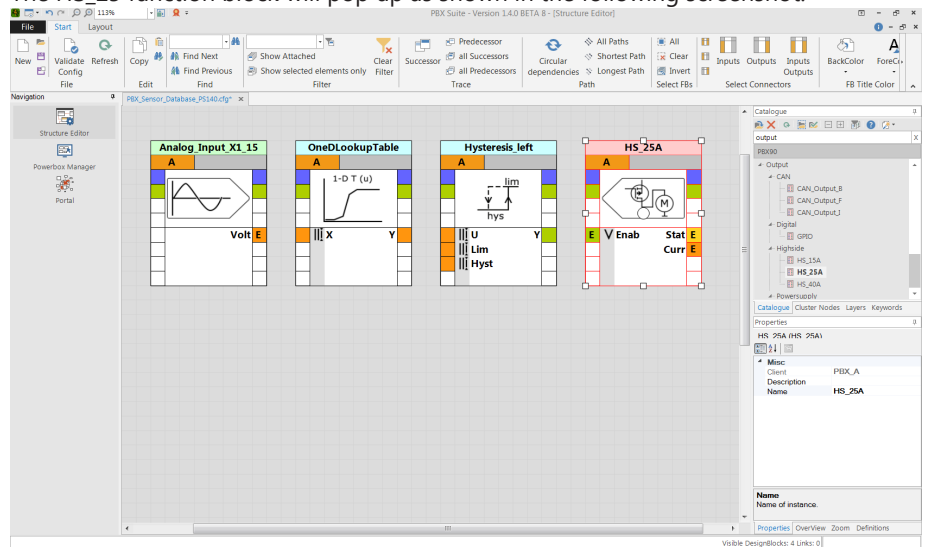 The HS_25 function block will pop-up as shown in the following screenshot:
113%
PBX Suite - Version 1.4.0 BETA 8 - [Structure Editor]
File Start Layout
New Validate Config Refresh
File
Copy
Edit
Find Next
Find Previous
Find
Show Attached
Show selected elements only
Clear Filter
Filter
Successor
Predecessor
all Successors
all Predecessors
Trace
Circular dependencies
All Paths
Shortest Path
Longest Path
Path
All
Clear
Invert
Select FBs
Inputs Outputs Inputs Outputs
Select Connectors
BackColor ForeCo
FB Title Color
Navigation
Structure Editor
Powerbox Manager
Portal
PBX_Sensor_Database_PS140.cfg*
Analog_Input_X1_15
A
Volt E
OneDLookupTable
A
1-D T (u)
X Y
Hysteresis_left
A
lim
hys
U Y
Lim
Hyst
HS_25A
A
M
E V Enab Stat E
Curr E
Catalogue
output X
PBX90
Output
CAN
CAN_Output_B
CAN_Output_F
CAN_Output_I
Digital
GPIO
Highside
HS_15A
HS_25A
HS_40A
Powersupply
Catalogue Cluster Nodes Layers Keywords
Properties
HS_25A (HS_25A)
Misc
Client PBX_A
Description
Name HS_25A
Name
Name of instance.
Properties OverView Zoom Definitions
Visible DesignBlocks: 4 Links: 0